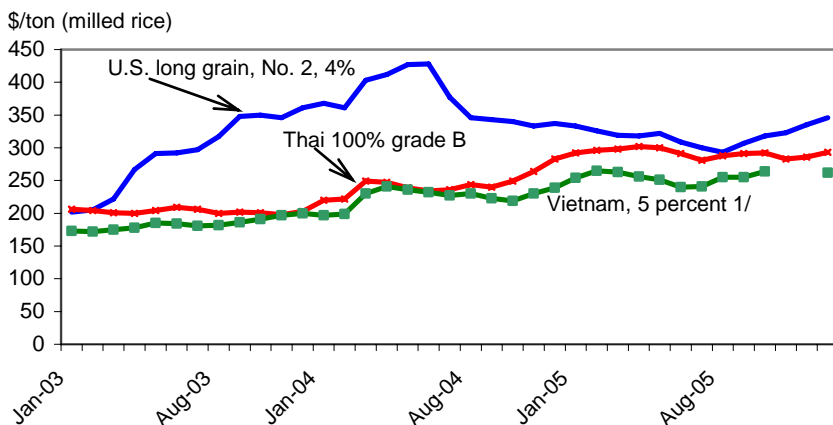 $/ton (milled rice)
450
400
350
300
250
200
150
100
50
0
U.S. long grain, No. 2, 4%
Thai 100% grade B
Vietnam, 5 percent 1/
Jan-03
Aug-03
Jan-04
Aug-04
Jan-05
Aug-05